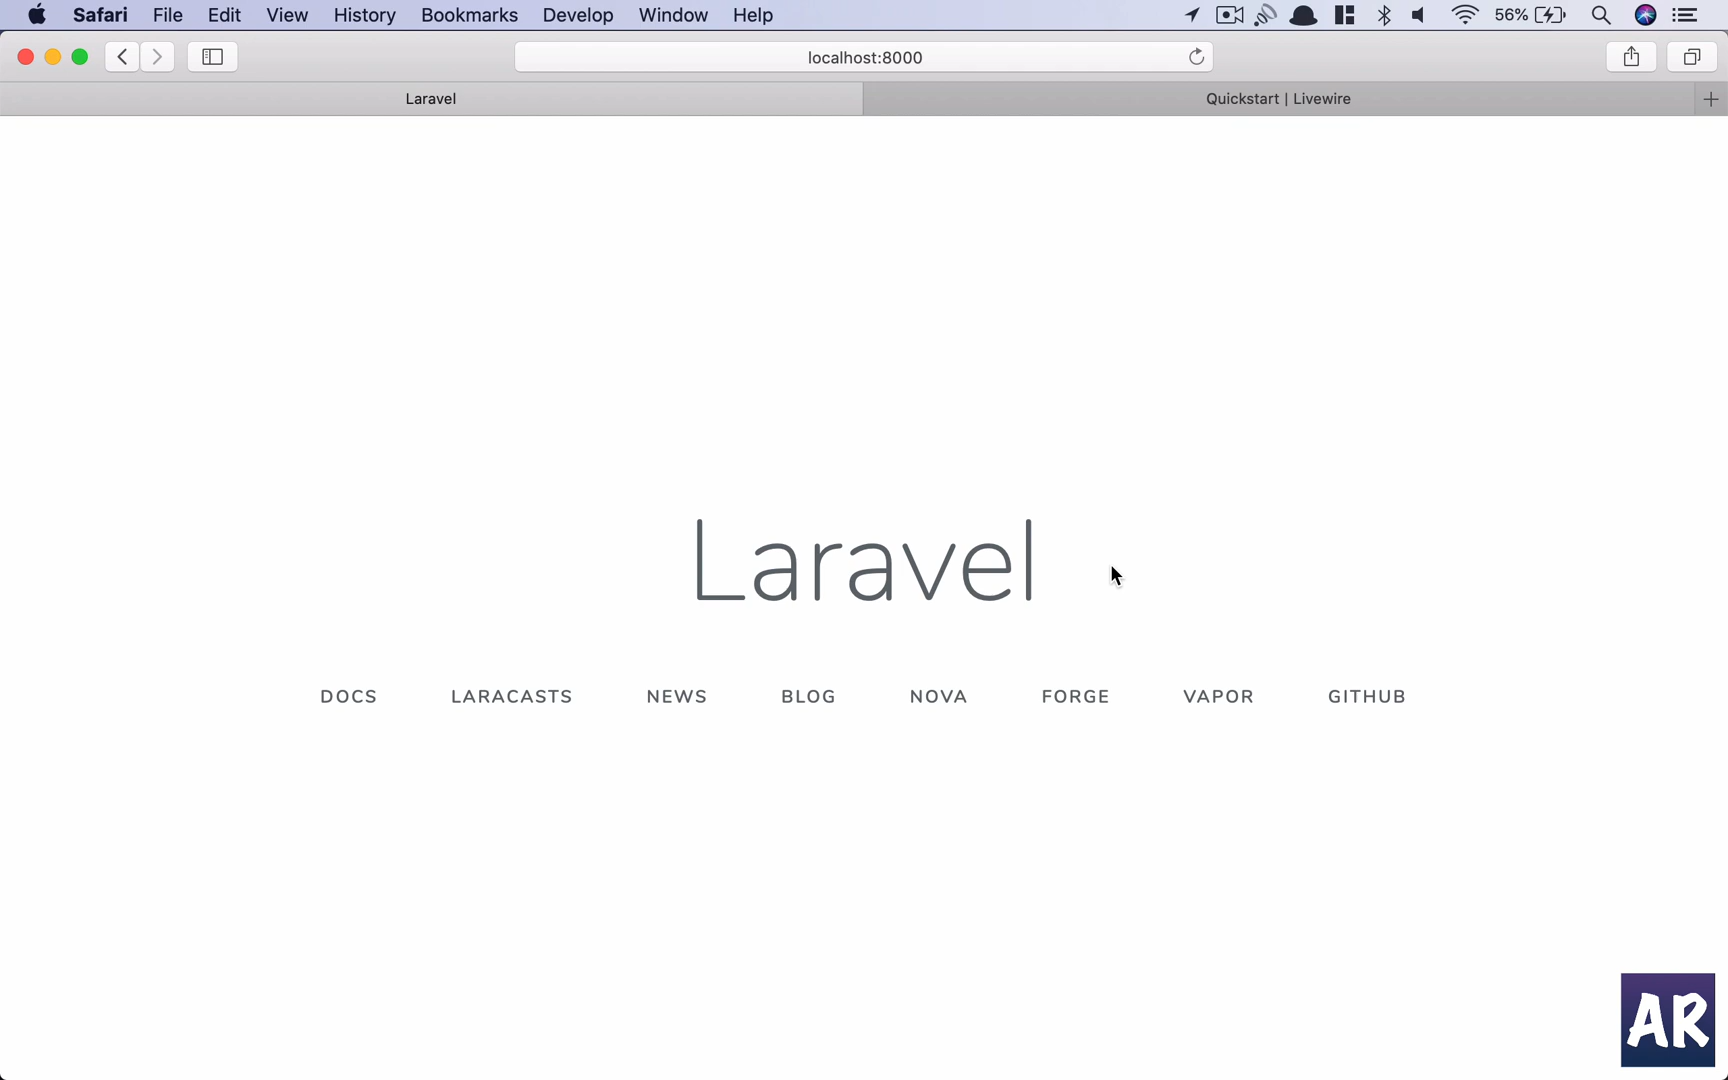 Safari File Edit View History Bookmarks Develop Window Help 56%
localhost:8000
Laravel Quickstart | Livewire
Laravel
DOCS LARACASTS NEWS BLOG NOVA FORGE VAPOR GITHUB
AR